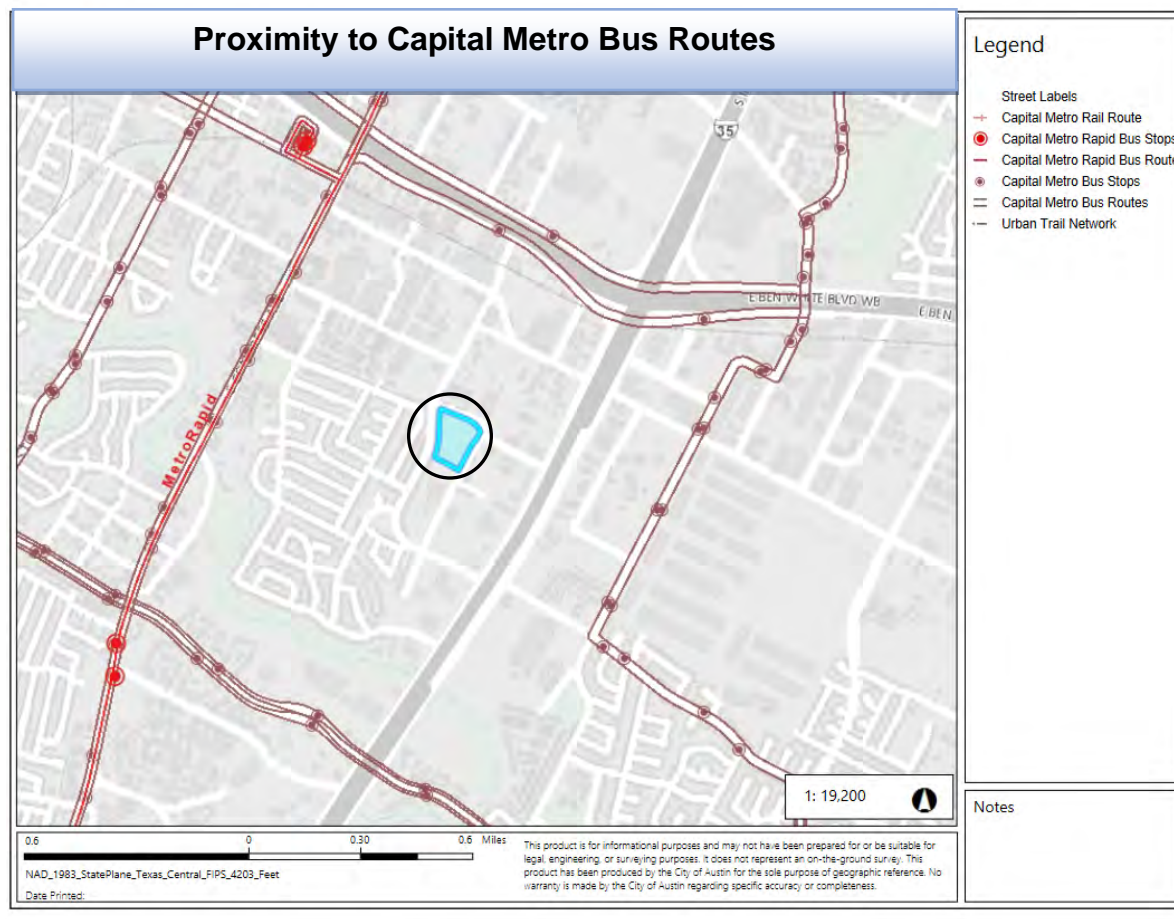 Proximity to Capital Metro Bus Routes
35
E BEN WHITE BLVD WB
E BEN
MetroRapid
1: 19,200
Legend
Street Labels
Capital Metro Rail Route
Capital Metro Rapid Bus Stops
Capital Metro Rapid Bus Route
Capital Metro Bus Stops
Capital Metro Bus Routes
Urban Trail Network
Notes
0.6 0 0.30 0.6 Miles
NAD_1983_StatePlane_Texas_Central_FIPS_4203_Feet
Date Printed:
This product is for informational purposes and may not have been prepared for or be suitable for
legal, engineering, or surveying purposes. It does not represent an on-the-ground survey. This
product has been produced by the City of Austin for the sole purpose of geographic reference. No
warranty is made by the City of Austin regarding specific accuracy or completeness.